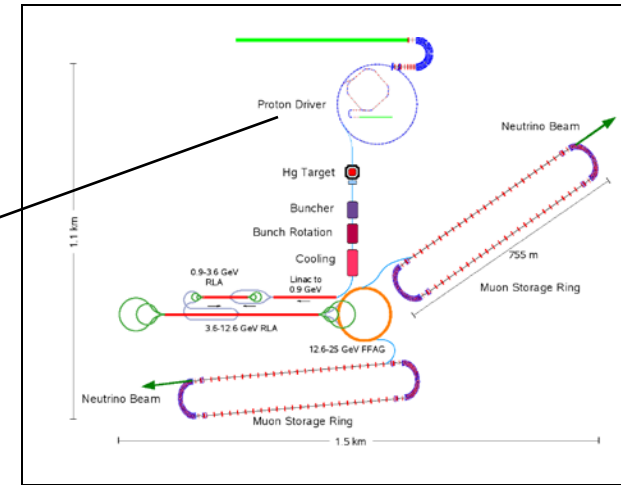 Proton Driver
Neutrino Beam
Hg Target
Buncher
Bunch Rotation
Cooling
1.1 km
755 m
Muon Storage Ring
0.9-3.6 GeV
RLA
Linac to
0.9 GeV
3.6-12.6 GeV RLA
12.6-25 GeV FFAG
Neutrino Beam
Muon Storage Ring
1.5 km